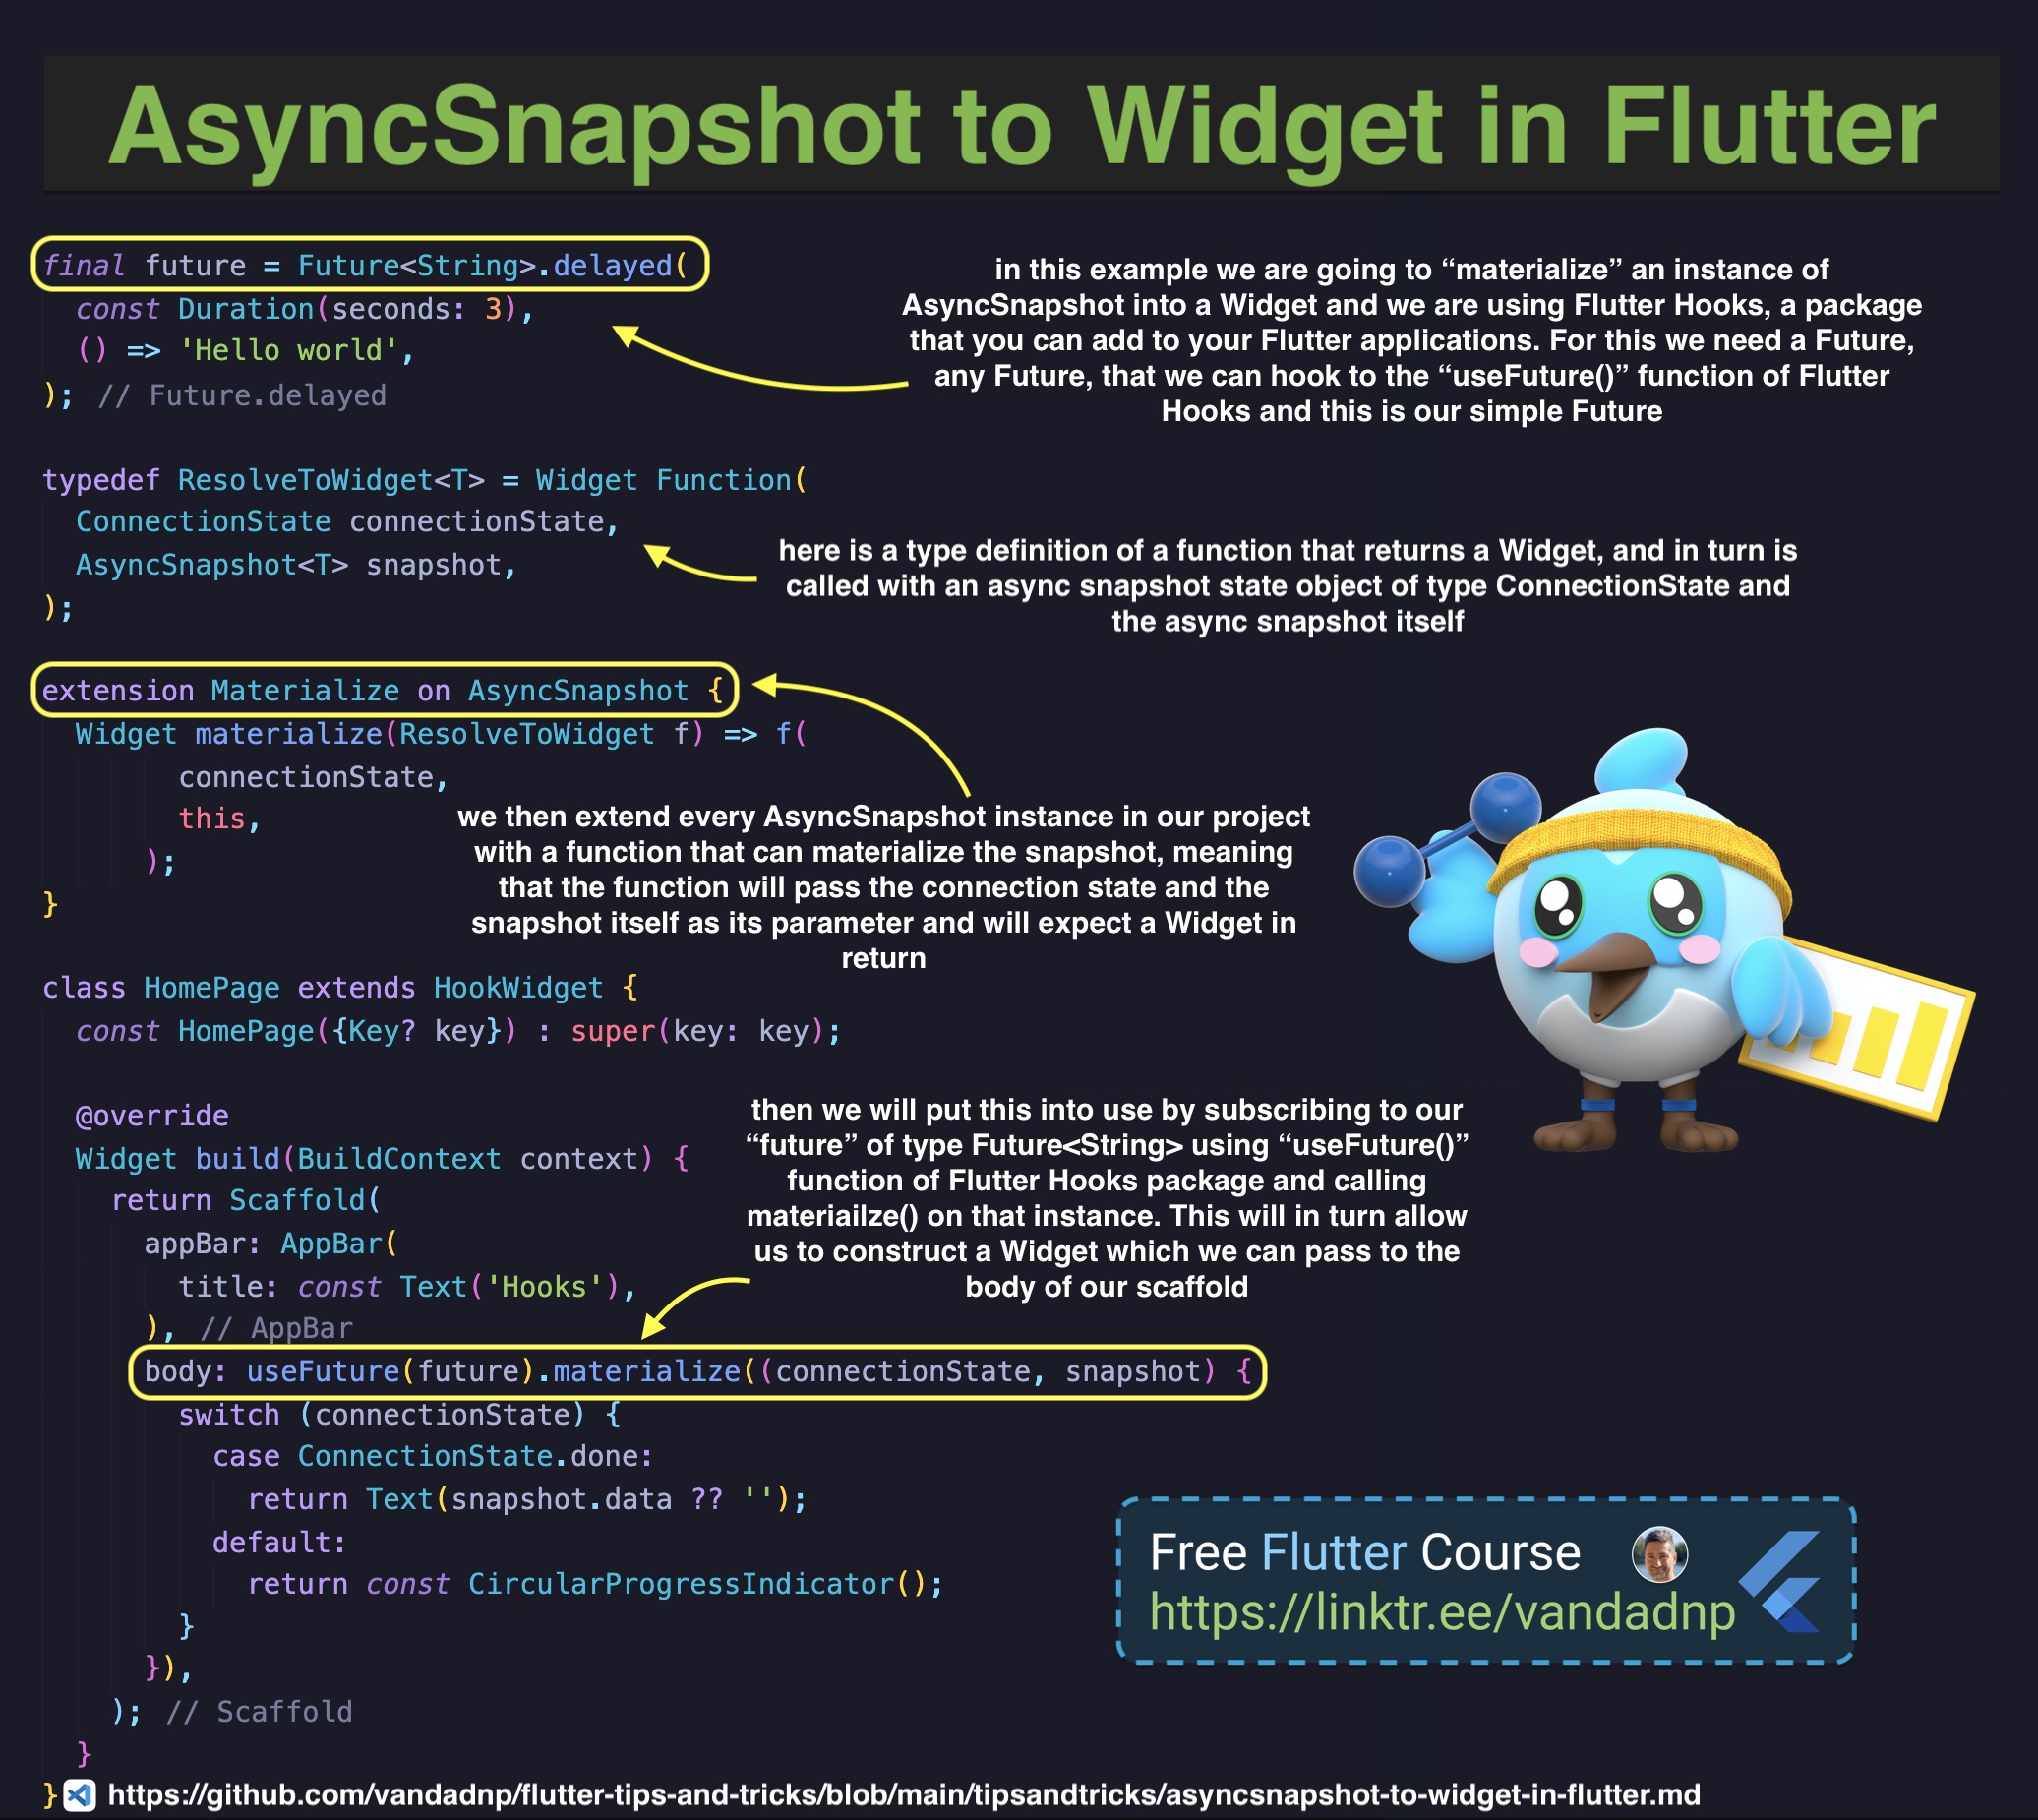 AsyncSnapshot to Widget in Flutter
final future = Future<String>.delayed(
const Duration(seconds: 3),
() => 'Hello world',
); // Future.delayed
in this example we are going to “materialize” an instance of
AsyncSnapshot into a Widget and we are using Flutter Hooks, a package
that you can add to your Flutter applications. For this we need a Future,
any Future, that we can hook to the “useFuture()” function of Flutter
Hooks and this is our simple Future
typedef ResolveToWidget<T> = Widget Function(
ConnectionState connectionState,
AsyncSnapshot<T> snapshot,
);
here is a type definition of a function that returns a Widget, and in turn is
called with an async snapshot state object of type ConnectionState and
the async snapshot itself
extension Materialize on AsyncSnapshot {
Widget materialize(ResolveToWidget f) => f(
connectionState,
this,
);
}
we then extend every AsyncSnapshot instance in our project
with a function that can materialize the snapshot, meaning
that the function will pass the connection state and the
snapshot itself as its parameter and will expect a Widget in
return
class HomePage extends HookWidget {
const HomePage({Key? key}) : super(key: key);
@override
Widget build(BuildContext context) {
return Scaffold(
appBar: AppBar(
title: const Text('Hooks'),
), // AppBar
then we will put this into use by subscribing to our
“future” of type Future<String> using “useFuture()”
function of Flutter Hooks package and calling
materiailze() on that instance. This will in turn allow
us to construct a Widget which we can pass to the
body of our scaffold
body: useFuture(future).materialize((connectionState, snapshot) {
switch (connectionState) {
case ConnectionState.done:
return Text(snapshot.data ?? '');
default:
return const CircularProgressIndicator();
}
}),
); // Scaffold
}
}
Free Flutter Course
https://linktr.ee/vandadnp
https://github.com/vandadnp/flutter-tips-and-tricks/blob/main/tipsandtricks/asyncsnapshot-to-widget-in-flutter.md